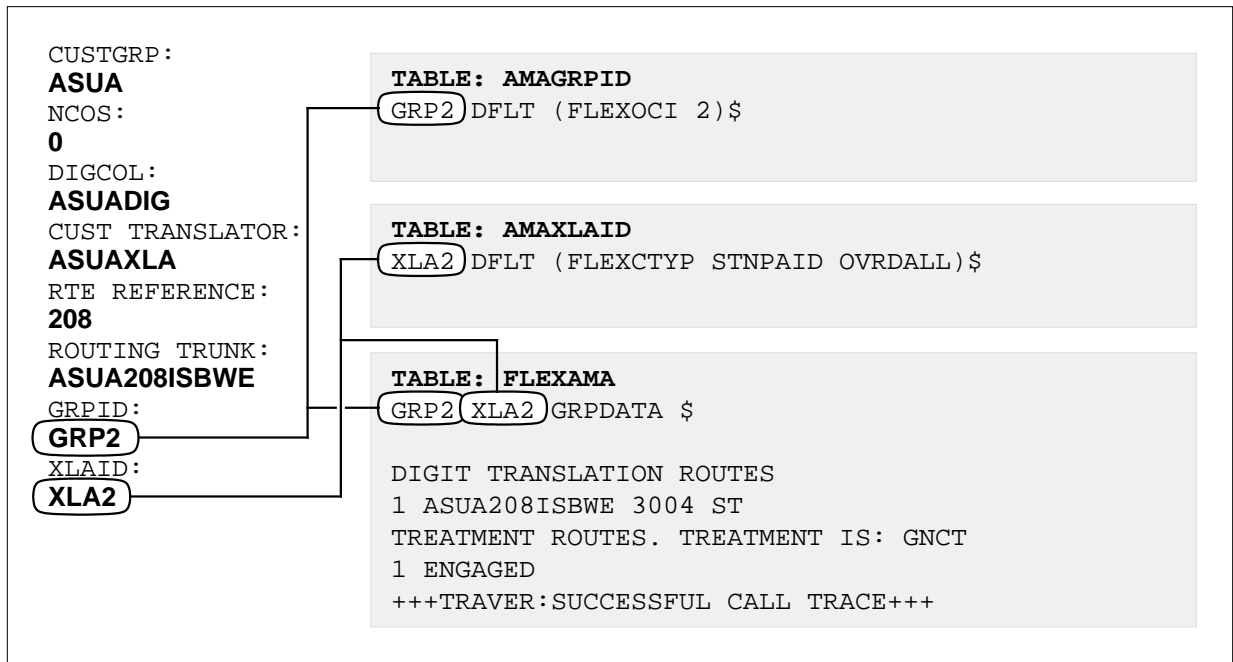 CUSTGRP:
ASUA
NCOS:
0
DIGCOL:
ASUADIG
CUST TRANSLATOR:
ASUAXLA
RTE REFERENCE:
208
ROUTING TRUNK:
ASUA208ISBWE
GRPID:
GRP2
XLAID:
XLA2
TABLE: AMAGRPID
GRP2 DFLT (FLEXOCI 2)$
TABLE: AMAXLAID
XLA2 DFLT (FLEXCTYP STNPAID OVRDALL)$
TABLE: FLEXAMA
GRP2 XLA2 GRPDATA $
DIGIT TRANSLATION ROUTES
1 ASUA208ISBWE 3004 ST
TREATMENT ROUTES. TREATMENT IS: GNCT
1 ENGAGED
+++TRAVER:SUCCESSFUL CALL TRACE+++